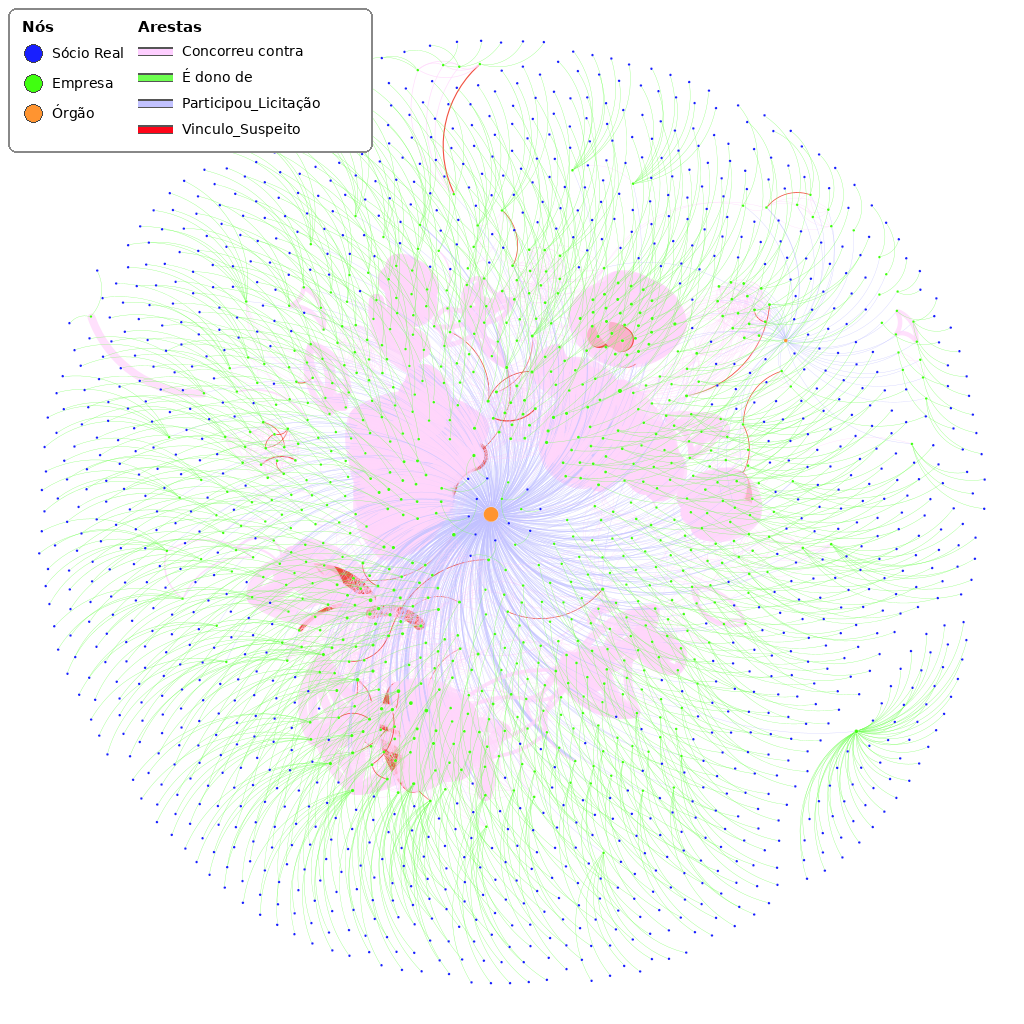 Nós
Sócio Real
Empresa
Órgão
Arestas
Concorreu contra
É dono de
Participou_Licitação
Vinculo_Suspeito